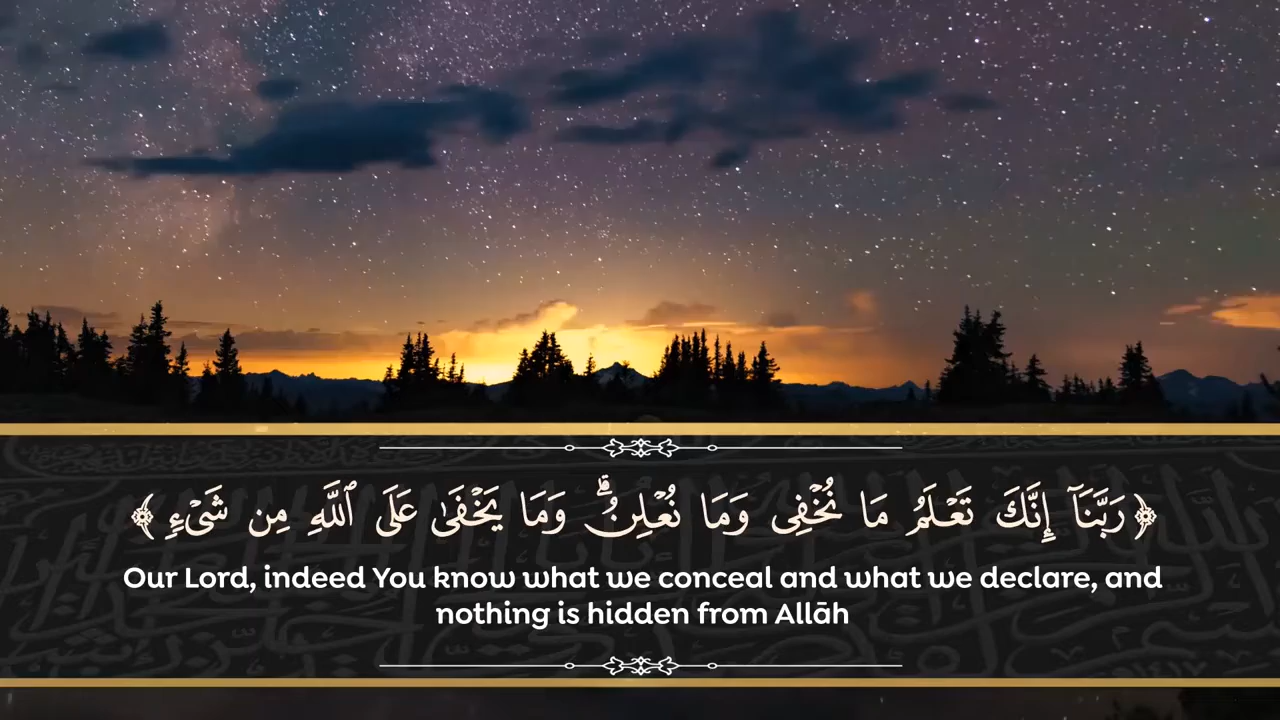 ﴿رَبَّنَآ إِنَّكَ تَعْلَمُ مَا نُخْفِى وَمَا نُعْلِنُ ۗ وَمَا يَخْفَىٰ عَلَى ٱللَّهِ مِن شَىْءٍ﴾
Our Lord, indeed You know what we conceal and what we declare, and
nothing is hidden from Allāh